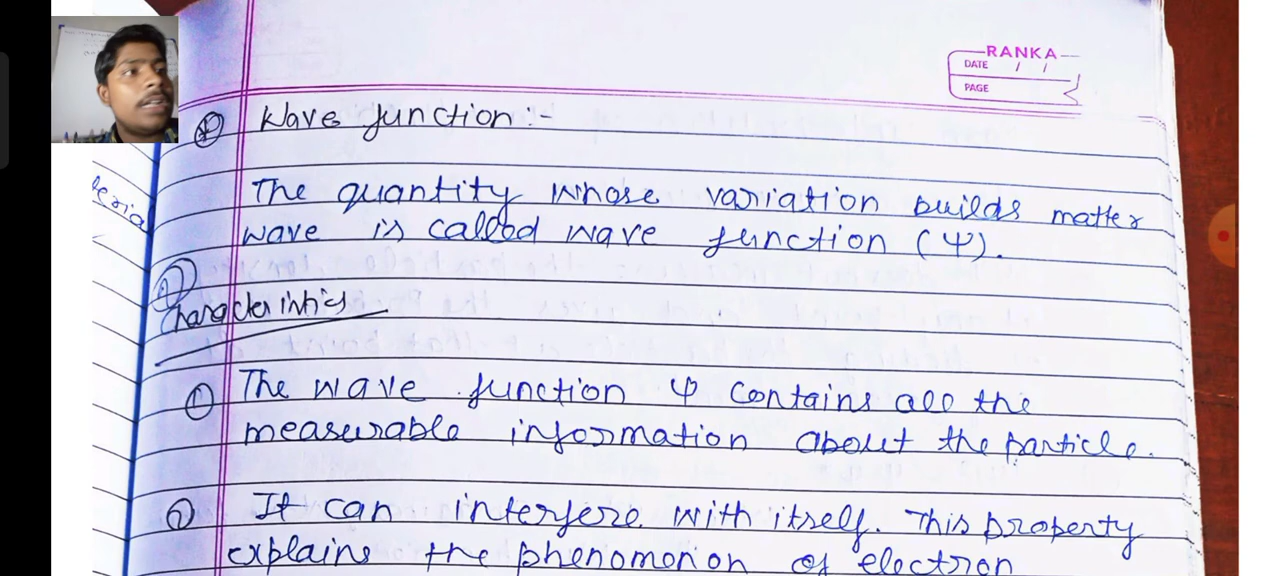 RANKA
DATE / /
PAGE
Wave function :-
The quantity whose variation builds matter
wave is called wave function (Ψ).
Characteristics
① The wave function Ψ contains all the
measurable information about the particle.
② It can interfere with itself. This property
explains the phenomenon of electron